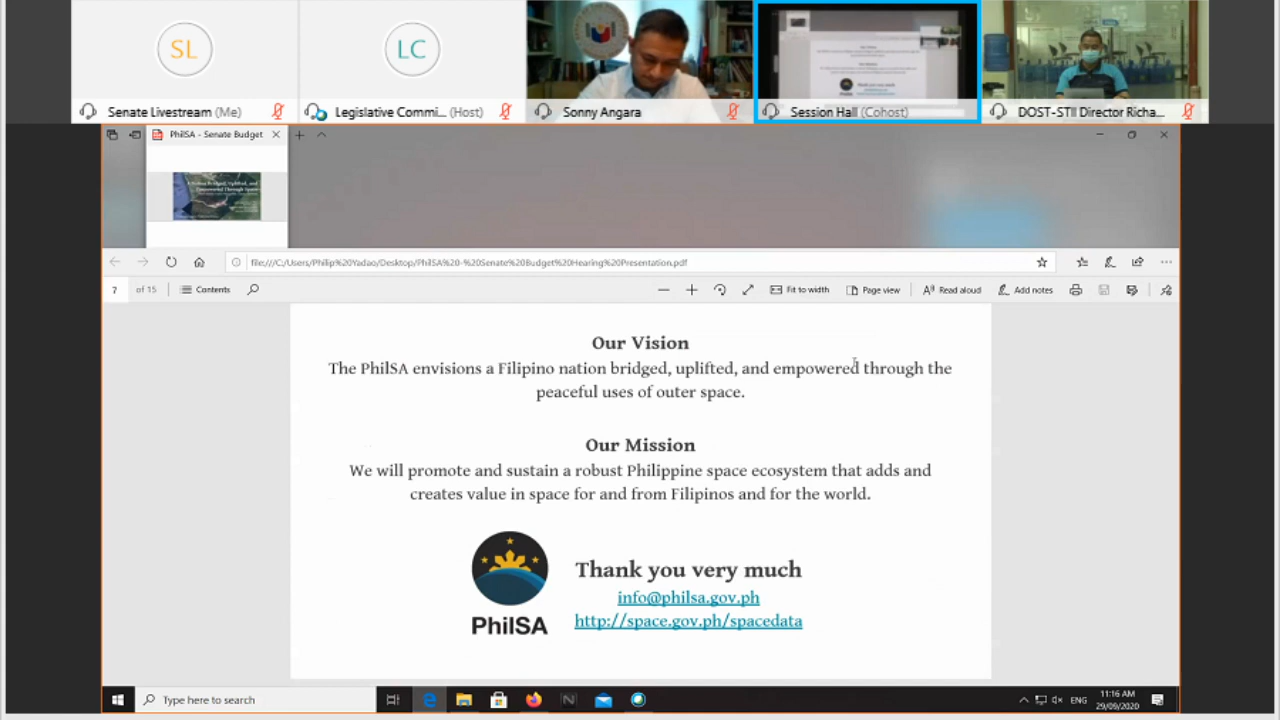 SL
LC
Senate Livestream (Me)
Legislative Commi... (Host)
Sonny Angara
Session Hall (Cohost)
DOST-STII Director Richa...
PhilSA - Senate Budget
file:///C:/Users/Philip%20Yadao/Desktop/PhilSA%20-%20Senate%20Budget%20Hearing%20Presentation.pdf
7 of 15
Contents
Fit to width
Page view
Read aloud
Add notes
Our Vision
The PhilSA envisions a Filipino nation bridged, uplifted, and empowered through the
peaceful uses of outer space.
Our Mission
We will promote and sustain a robust Philippine space ecosystem that adds and
creates value in space for and from Filipinos and for the world.
Thank you very much
info@philsa.gov.ph
http://space.gov.ph/spacedata
PhilSA
Type here to search
ENG
11:16 AM
29/09/2020